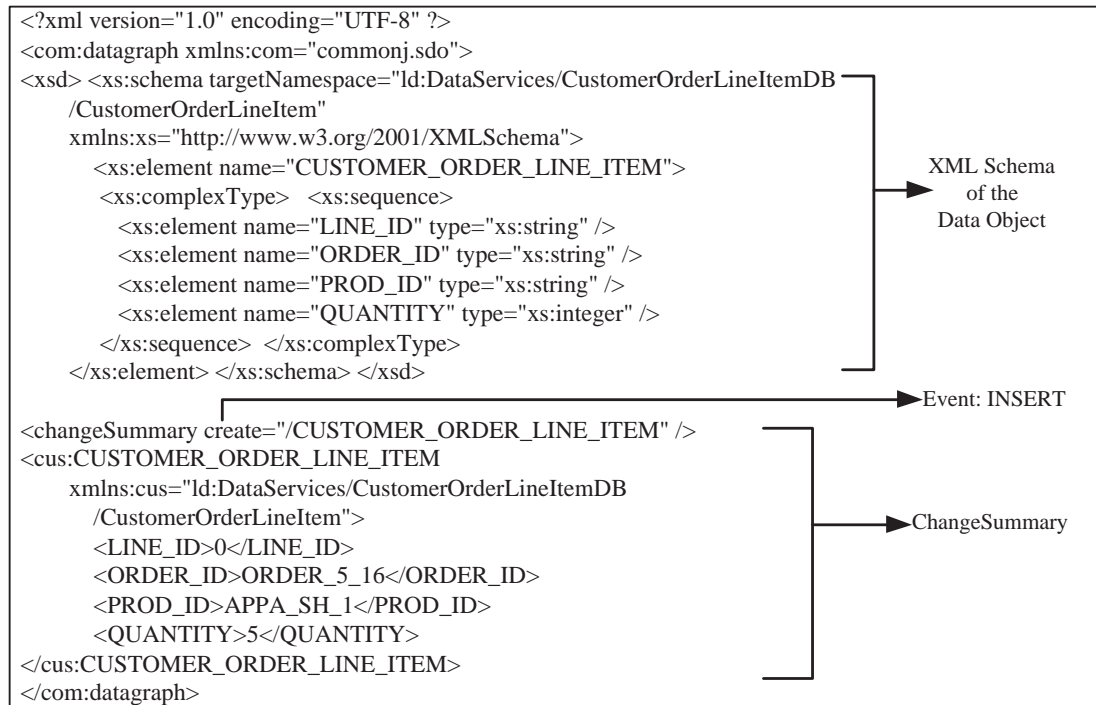 <?xml version="1.0" encoding="UTF-8" ?>
<com:datagraph xmlns:com="commonj.sdo">
<xsd> <xs:schema targetNamespace="ld:DataServices/CustomerOrderLineItemDB
/CustomerOrderLineItem"
xmlns:xs="http://www.w3.org/2001/XMLSchema">
<xs:element name="CUSTOMER_ORDER_LINE_ITEM">
<xs:complexType> <xs:sequence>
<xs:element name="LINE_ID" type="xs:string" />
<xs:element name="ORDER_ID" type="xs:string" />
<xs:element name="PROD_ID" type="xs:string" />
<xs:element name="QUANTITY" type="xs:integer" />
</xs:sequence> </xs:complexType>
</xs:element> </xs:schema> </xsd>
XML Schema
of the
Data Object
Event: INSERT
<changeSummary create="/CUSTOMER_ORDER_LINE_ITEM" />
<cus:CUSTOMER_ORDER_LINE_ITEM
xmlns:cus="ld:DataServices/CustomerOrderLineItemDB
/CustomerOrderLineItem">
<LINE_ID>0</LINE_ID>
<ORDER_ID>ORDER_5_16</ORDER_ID>
<PROD_ID>APPA_SH_1</PROD_ID>
<QUANTITY>5</QUANTITY>
</cus:CUSTOMER_ORDER_LINE_ITEM>
</com:datagraph>
ChangeSummary